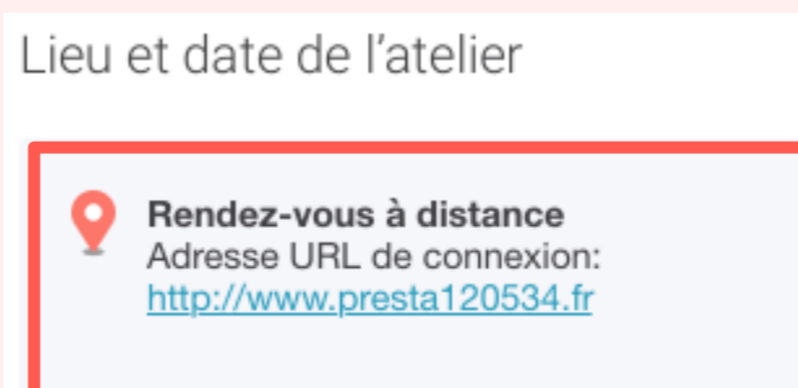 Lieu et date de l'atelier
Rendez-vous à distance
Adresse URL de connexion:
http://www.presta120534.fr